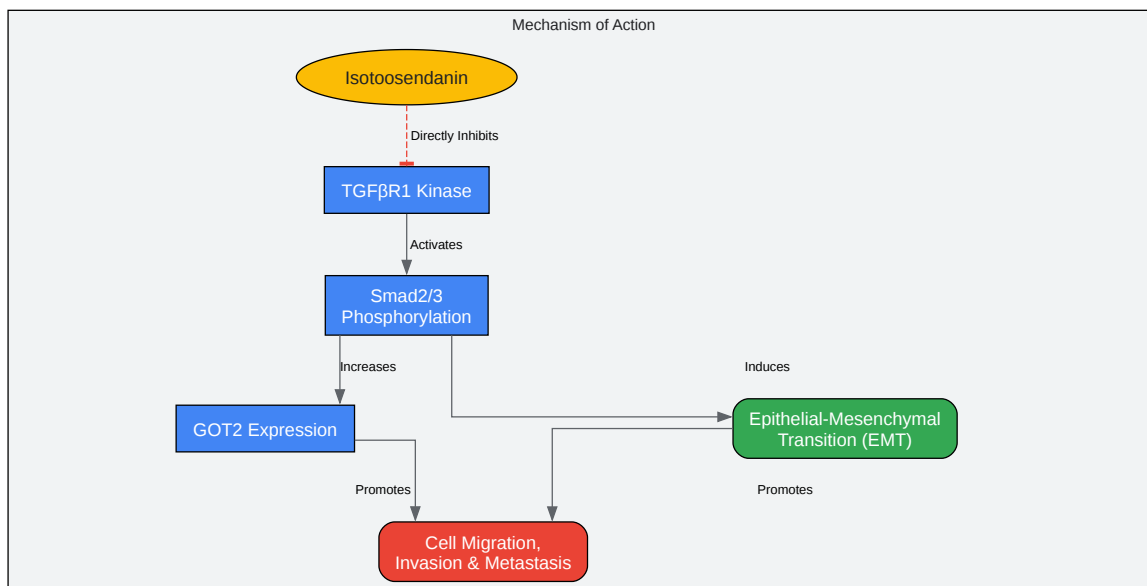 Mechanism of Action
Isotoosendanin
Directly Inhibits
TGFβR1 Kinase
Activates
Smad2/3
Phosphorylation
Increases
Induces
GOT2 Expression
Epithelial-Mesenchymal
Transition (EMT)
Promotes
Promotes
Cell Migration,
Invasion & Metastasis